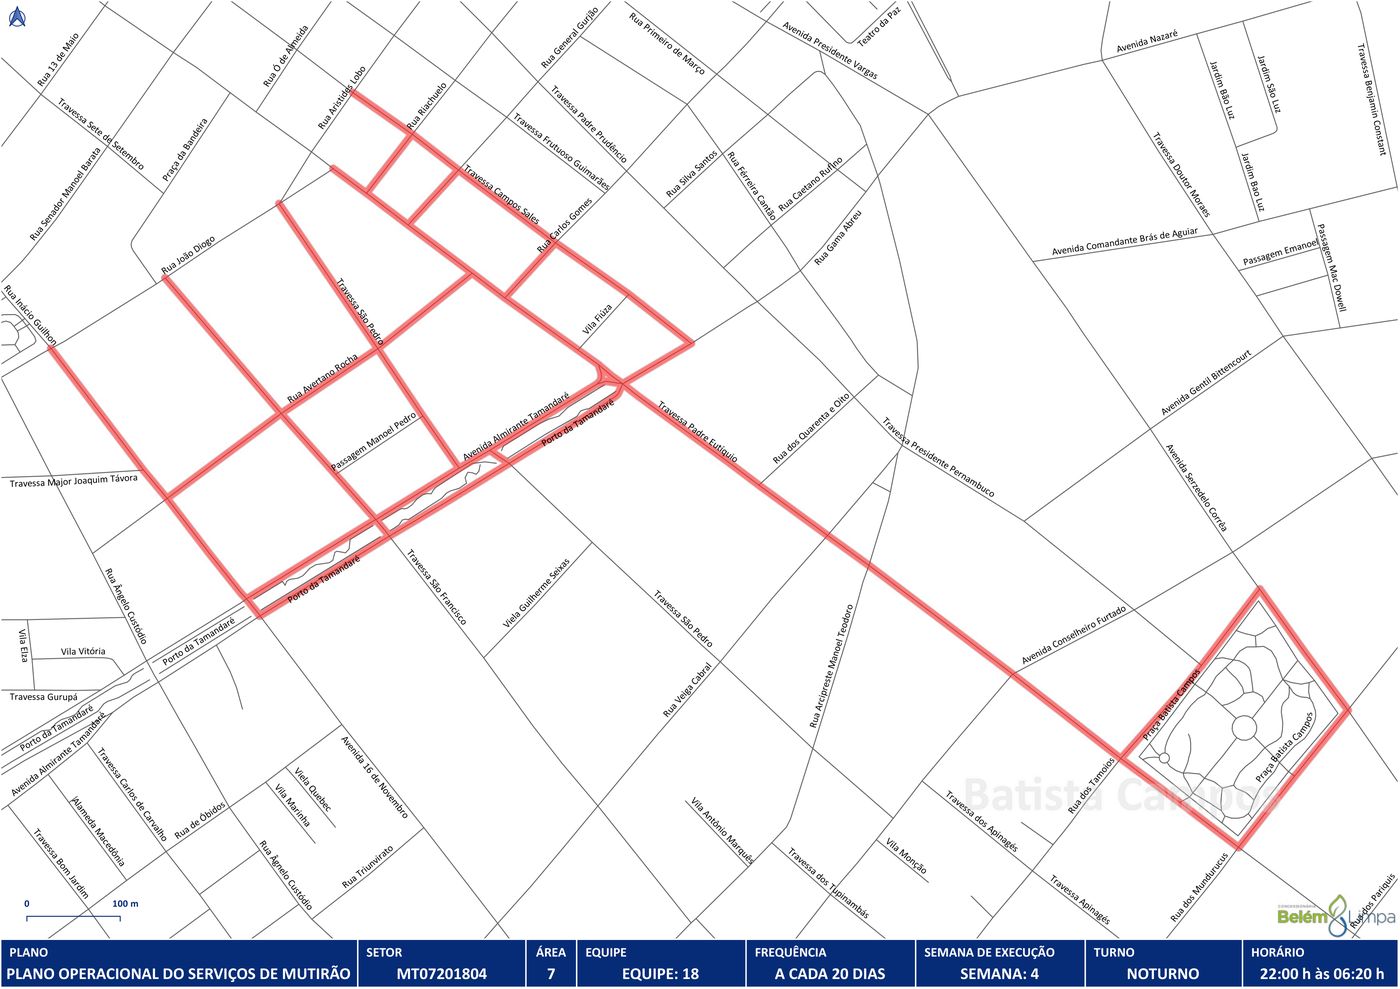 Rua 13 de Maio
Rua Ó de Almeida
Rua Aristides Lobo
Rua Riachuelo
Rua General Gurjão
Rua Primeiro de Março
Avenida Presidente Vargas
Teatro da Paz
Avenida Nazaré
Jardim Bão Luz
Jardim São Luz
Travessa Benjamin Constant
Travessa Sete de Setembro
Praça da Bandeira
Rua Senador Manoel Barata
Travessa Padre Prudêncio
Travessa Frutuoso Guimarães
Rua Silva Santos
Rua Ferreira Cantão
Rua Caetano Rufino
Travessa Doutor Moraes
Jardim Bao Luz
Travessa Campos Sales
Rua Carlos Gomes
Rua Gama Abreu
Avenida Comandante Brás de Aguiar
Passagem Emanoel
Passagem Mac Dowell
Rua João Diogo
Rua Inácio Guilhon
Travessa São Pedro
Vila Fiúza
Rua Avertano Rocha
Avenida Gentil Bittencourt
Passagem Manoel Pedro
Avenida Almirante Tamandaré
Porto da Tamandaré
Travessa Padre Eutíquio
Rua dos Quarenta e Oito
Travessa Presidente Pernambuco
Avenida Serzedelo Corrêa
Travessa Major Joaquim Távora
Porto da Tamandaré
Travessa São Francisco
Viela Guilherme Seixas
Travessa São Pedro
Rua Veiga Cabral
Rua Arcipreste Manoel Teodoro
Avenida Conselheiro Furtado
Rua Ângelo Custódio
Vila Elza
Vila Vitória
Porto da Tamandaré
Travessa Gurupá
Porto da Tamandaré
Avenida Almirante Tamandaré
Praça Batista Campos
Praça Batista Campos
Batista Campos
Avenida 16 de Novembro
Travessa Carlos de Carvalho
Alameda Macedônia
Travessa Bom Jardim
Rua de Óbidos
Viela Quebec
Vila Marinha
Rua Ângelo Custódio
Rua Triunvirato
Vila Antônio Marquês
Travessa dos Tupinambás
Vila Monção
Travessa dos Apinagés
Travessa Apinagés
Rua dos Tamoios
Rua dos Mundurucus
Rua dos Pariquis
0 100 m
CONCESSIONÁRIA
Belém Limpa
PLANO
PLANO OPERACIONAL DO SERVIÇOS DE MUTIRÃO
SETOR
MT07201804
ÁREA
7
EQUIPE
EQUIPE: 18
FREQUÊNCIA
A CADA 20 DIAS
SEMANA DE EXECUÇÃO
SEMANA: 4
TURNO
NOTURNO
HORÁRIO
22:00 h às 06:20 h